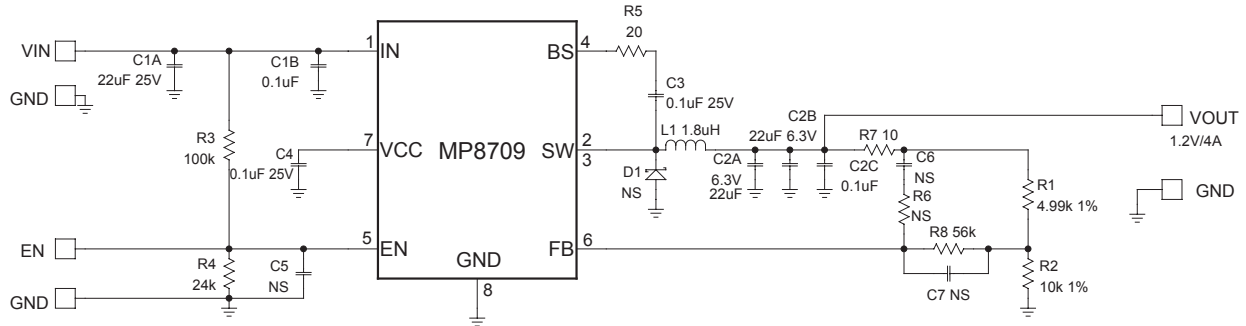 R5
20
VIN
1
IN
BS
4
C1A
22uF 25V
C1B
0.1uF
C3
0.1uF 25V
GND
R3
100k
C4
0.1uF 25V
7
VCC
MP8709
SW
2
3
L1 1.8uH
C2B
22uF 6.3V
VOUT
1.2V/4A
R7 10
C2A
6.3V
22uF
C2C
0.1uF
C6
NS
D1
NS
R6
NS
R1
4.99k 1%
GND
EN
5
EN
FB
6
R8 56k
GND
R4
24k
C5
NS
GND
8
C7 NS
R2
10k 1%